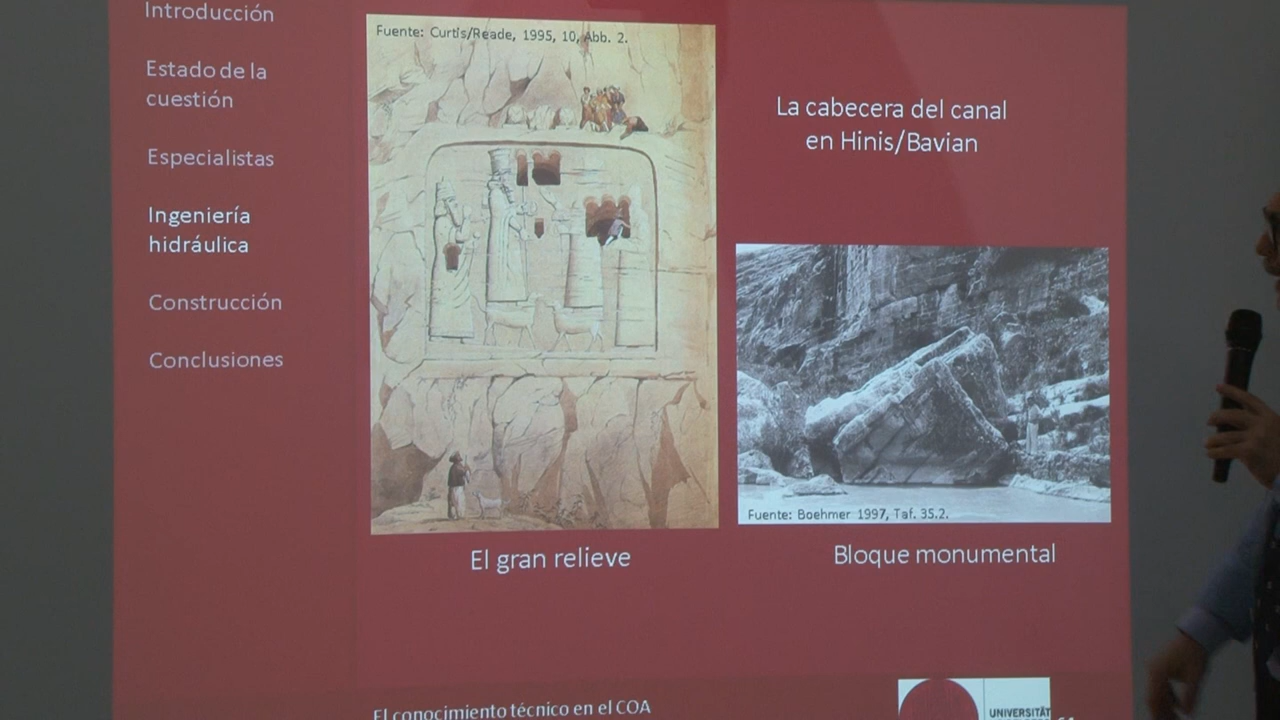 Introducción
Estado de la
cuestión
Especialistas
Ingeniería
hidráulica
Construcción
Conclusiones
Fuente: Curtis/Reade, 1995, 10, Abb. 2.
La cabecera del canal
en Hinis/Bavian
Fuente: Boehmer 1997, Taf. 35.2.
El gran relieve
Bloque monumental
El conocimiento técnico en el COA
UNIVERSITÄT